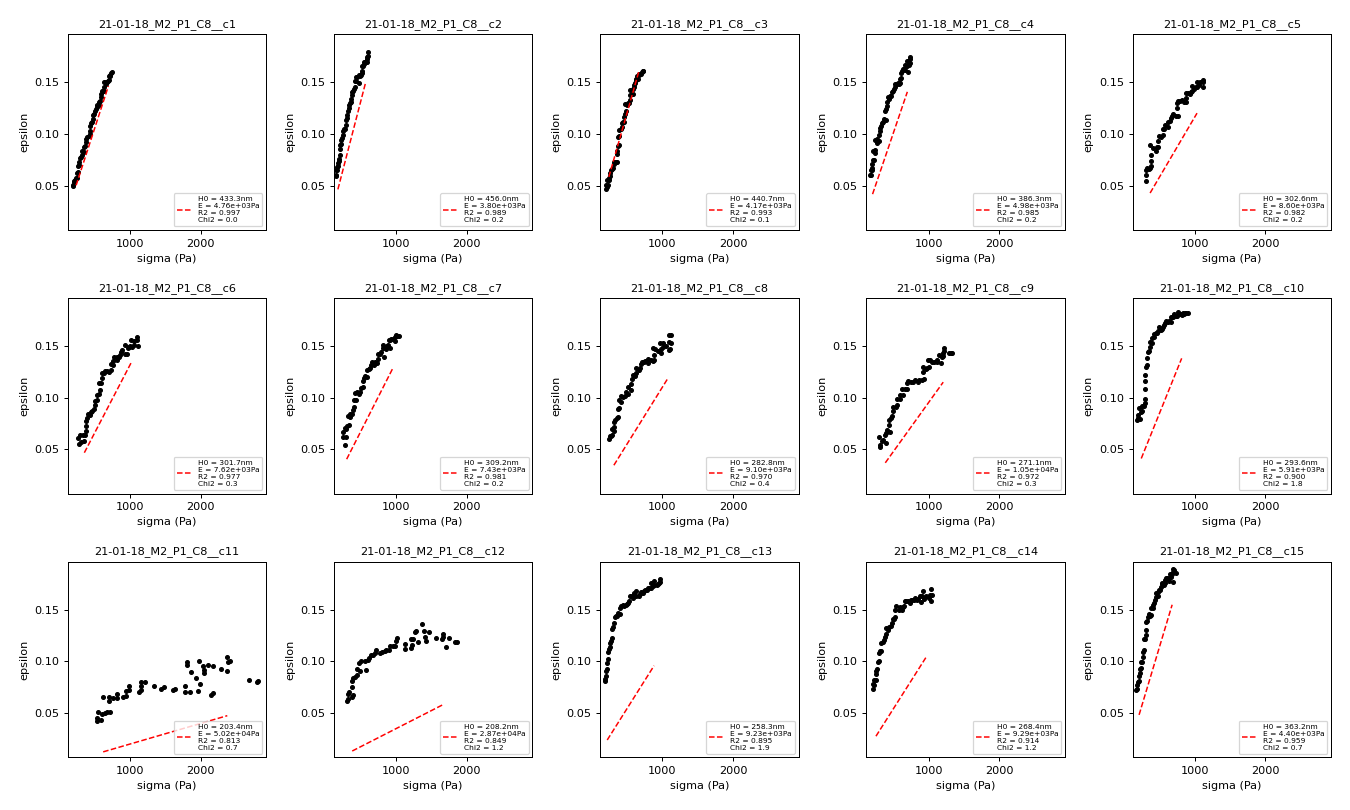 21-01-18_M2_P1_C8__c1
epsilon
0.15
0.10
0.05
H0 = 433.3nm
E = 4.76e+03Pa
R2 = 0.997
Chi2 = 0.0
1000 2000
sigma (Pa)
21-01-18_M2_P1_C8__c2
epsilon
0.15
0.10
0.05
H0 = 456.0nm
E = 3.80e+03Pa
R2 = 0.989
Chi2 = 0.2
1000 2000
sigma (Pa)
21-01-18_M2_P1_C8__c3
epsilon
0.15
0.10
0.05
H0 = 440.7nm
E = 4.17e+03Pa
R2 = 0.993
Chi2 = 0.1
1000 2000
sigma (Pa)
21-01-18_M2_P1_C8__c4
epsilon
0.15
0.10
0.05
H0 = 386.3nm
E = 4.98e+03Pa
R2 = 0.985
Chi2 = 0.2
1000 2000
sigma (Pa)
21-01-18_M2_P1_C8__c5
epsilon
0.15
0.10
0.05
H0 = 302.6nm
E = 8.60e+03Pa
R2 = 0.982
Chi2 = 0.2
1000 2000
sigma (Pa)
21-01-18_M2_P1_C8__c6
epsilon
0.15
0.10
0.05
H0 = 301.7nm
E = 7.62e+03Pa
R2 = 0.977
Chi2 = 0.3
1000 2000
sigma (Pa)
21-01-18_M2_P1_C8__c7
epsilon
0.15
0.10
0.05
H0 = 309.2nm
E = 7.43e+03Pa
R2 = 0.981
Chi2 = 0.2
1000 2000
sigma (Pa)
21-01-18_M2_P1_C8__c8
epsilon
0.15
0.10
0.05
H0 = 282.8nm
E = 9.10e+03Pa
R2 = 0.970
Chi2 = 0.4
1000 2000
sigma (Pa)
21-01-18_M2_P1_C8__c9
epsilon
0.15
0.10
0.05
H0 = 271.1nm
E = 1.05e+04Pa
R2 = 0.972
Chi2 = 0.3
1000 2000
sigma (Pa)
21-01-18_M2_P1_C8__c10
epsilon
0.15
0.10
0.05
H0 = 293.6nm
E = 5.91e+03Pa
R2 = 0.900
Chi2 = 1.8
1000 2000
sigma (Pa)
21-01-18_M2_P1_C8__c11
epsilon
0.15
0.10
0.05
H0 = 203.4nm
E = 5.02e+04Pa
R2 = 0.813
Chi2 = 0.7
1000 2000
sigma (Pa)
21-01-18_M2_P1_C8__c12
epsilon
0.15
0.10
0.05
H0 = 208.2nm
E = 2.87e+04Pa
R2 = 0.849
Chi2 = 1.2
1000 2000
sigma (Pa)
21-01-18_M2_P1_C8__c13
epsilon
0.15
0.10
0.05
H0 = 258.3nm
E = 9.23e+03Pa
R2 = 0.895
Chi2 = 1.9
1000 2000
sigma (Pa)
21-01-18_M2_P1_C8__c14
epsilon
0.15
0.10
0.05
H0 = 268.4nm
E = 9.29e+03Pa
R2 = 0.914
Chi2 = 1.2
1000 2000
sigma (Pa)
21-01-18_M2_P1_C8__c15
epsilon
0.15
0.10
0.05
H0 = 363.2nm
E = 4.40e+03Pa
R2 = 0.959
Chi2 = 0.7
1000 2000
sigma (Pa)